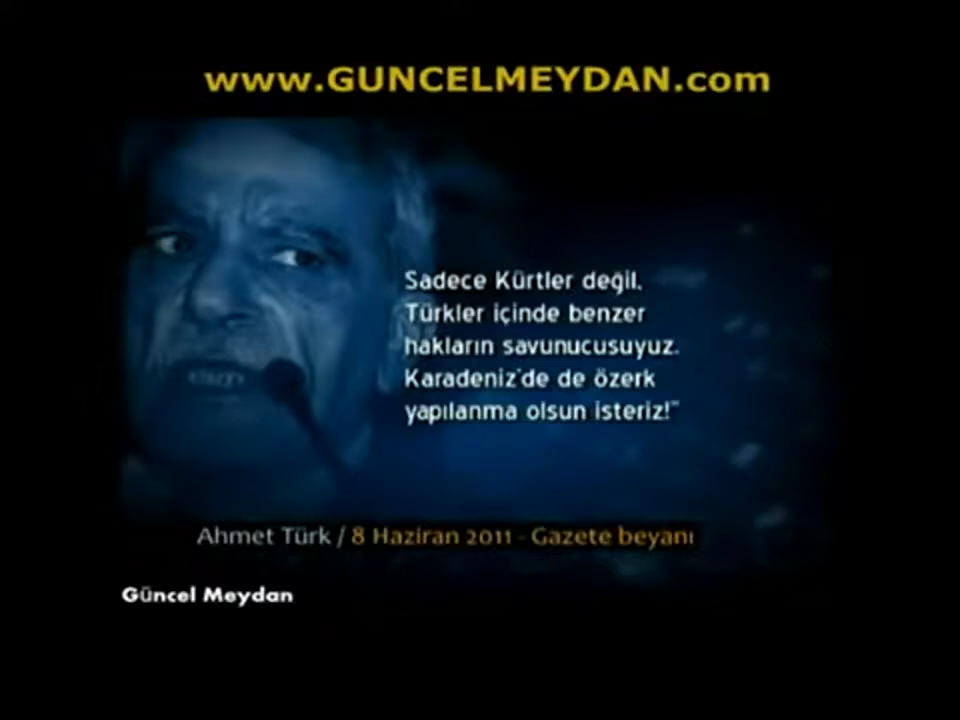 www.GUNCELMEYDAN.com
Sadece Kürtler değil.
Türkler içinde benzer
hakların savunucusuyuz.
Karadeniz'de de özerk
yapılanma olsun isteriz!"
Ahmet Türk / 8 Haziran 2011 - Gazete beyanı
Güncel Meydan